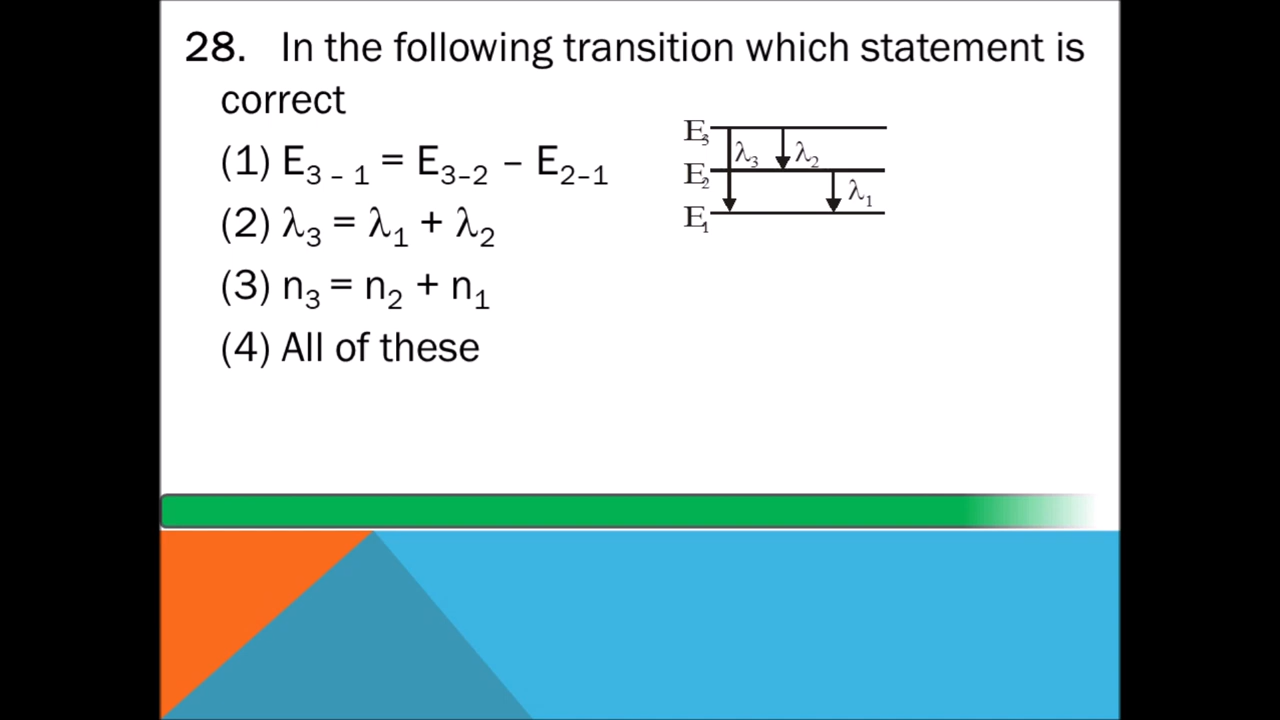 28. In the following transition which statement is
correct
(1) E₃ – ₁ = E₃–₂ – E₂–₁
(2) λ₃ = λ₁ + λ₂
(3) n₃ = n₂ + n₁
(4) All of these
E₃
λ₃ λ₂
E₂
λ₁
E₁